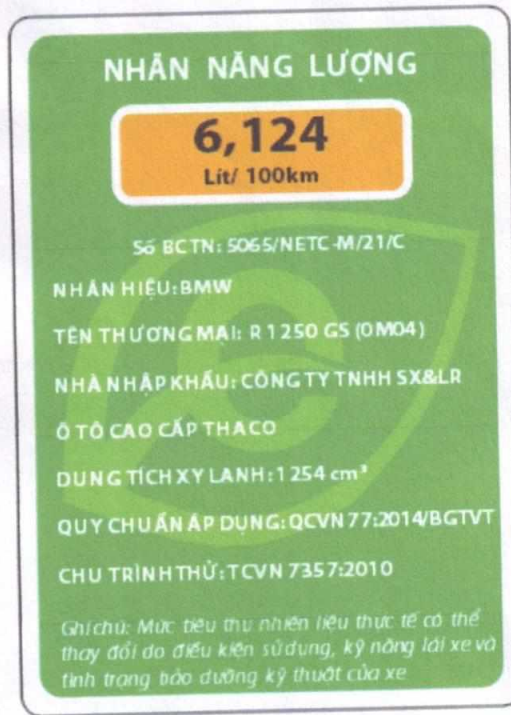 NHÃN NĂNG LƯỢNG
6,124
Lít/ 100km
Số BCTN: 5065/NETC-M/21/C
NHÃN HIỆU: BMW
TÊN THƯƠNG MẠI: R 1250 GS (0M04)
NHÀ NHẬP KHẨU: CÔNG TY TNHH SX&LR
Ô TÔ CAO CẤP THACO
DUNG TÍCH XY LANH: 1254 cm³
QUY CHUẨN ÁP DỤNG: QCVN 77:2014/BGTVT
CHU TRÌNH THỬ: TCVN 7357:2010
Ghi chú: Mức tiêu thụ nhiên liệu thực tế có thể
thay đổi do điều kiện sử dụng, kỹ năng lái xe và
tình trạng bảo dưỡng kỹ thuật của xe